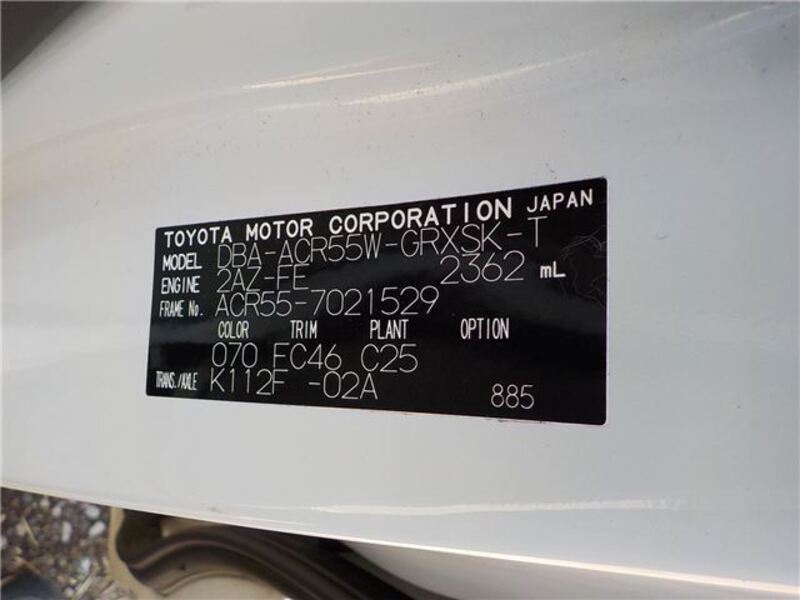 TOYOTA MOTOR CORPORATION JAPAN
MODEL DBA-ACR55W-GRXSK-T
ENGINE 2AZ-FE 2362 mL
FRAME No. ACR55-7021529
COLOR TRIM PLANT OPTION
070 FC46 C25
TRANS./AXLE K112F -02A 885